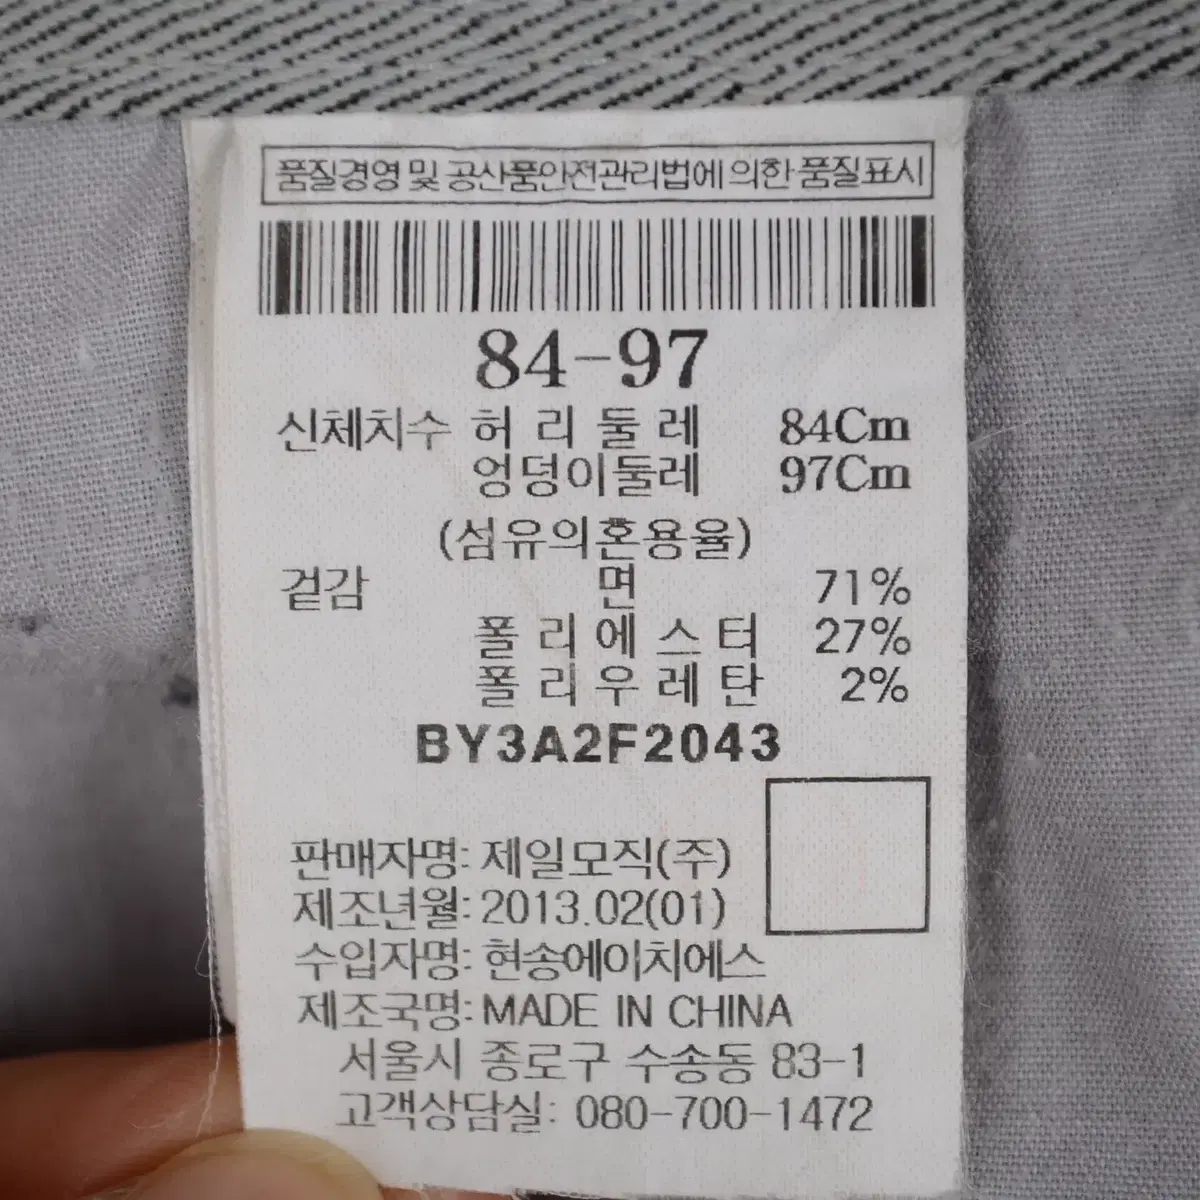 품질경영 및 공산품안전관리법에 의한 품질표시
84-97
신체치수 허리둘레 84Cm
엉덩이둘레 97Cm
(섬유의혼용율)
겉감 면 71%
폴리에스터 27%
폴리우레탄 2%
BY3A2F2043
판매자명: 제일모직(주)
제조년월: 2013.02(01)
수입자명: 현송에이치에스
제조국명: MADE IN CHINA
서울시 종로구 수송동 83-1
고객상담실: 080-700-1472